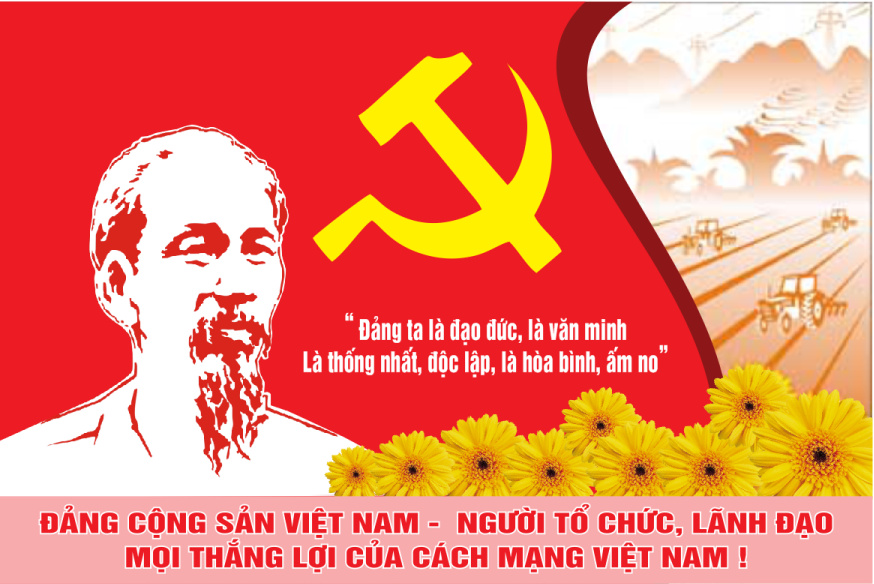 “ Đảng ta là đạo đức, là văn minh
Là thống nhất, độc lập, là hòa bình, ấm no”
ĐẢNG CỘNG SẢN VIỆT NAM - NGƯỜI TỔ CHỨC, LÃNH ĐẠO
MỌI THẮNG LỢI CỦA CÁCH MẠNG VIỆT NAM !